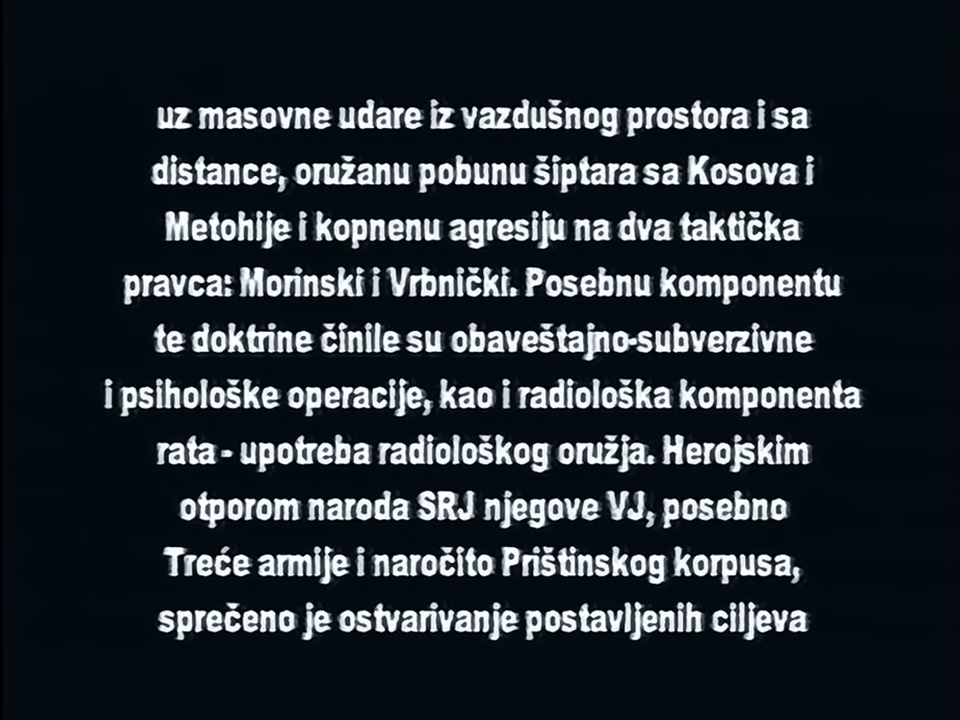 uz masovne udare iz vazdušnog prostora i sa
distance, oružanu pobunu šiptara sa Kosova i
Metohije i kopnenu agresiju na dva taktička
pravca: Morinski i Vrbnički. Posebnu komponentu
te doktrine činile su obaveštajno-subverzivne
i psihološke operacije, kao i radiološka komponenta
rata - upotreba radiološkog oružja. Herojskim
otporom naroda SRJ njegove VJ, posebno
Treće armije i naročito Prištinskog korpusa,
sprečeno je ostvarivanje postavljenih ciljeva